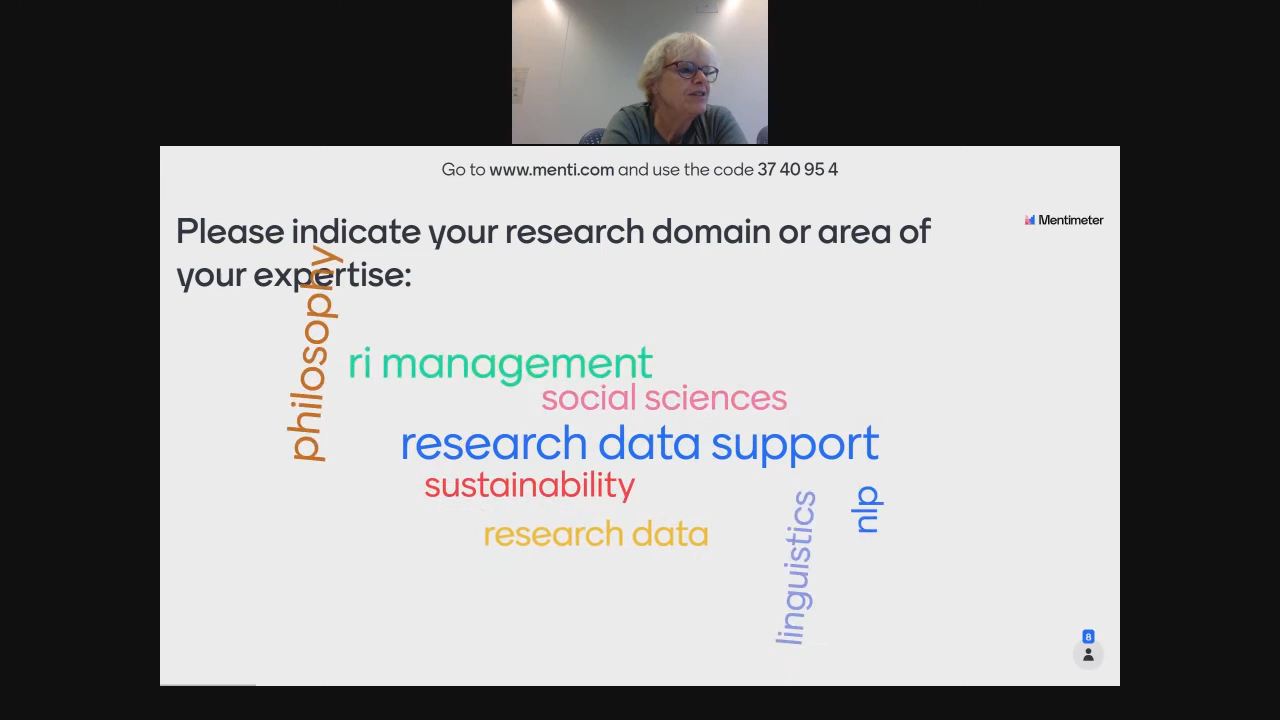 Go to www.menti.com and use the code 37 40 95 4
Please indicate your research domain or area of
your expertise:
Mentimeter
philosophy
ri management
social sciences
research data support
sustainability
research data
linguistics
nlp
8